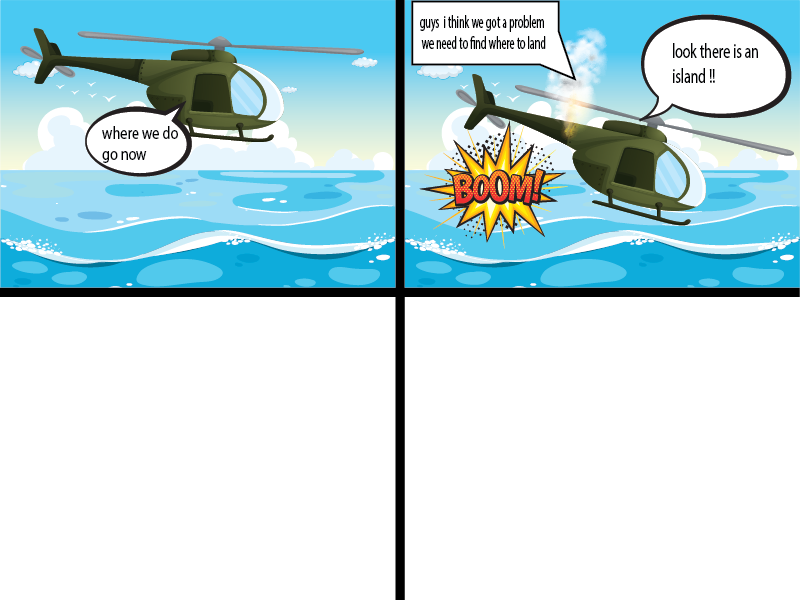 where we do
go now
guys i think we got a problem
we need to find where to land
look there is an
island !!
BOOM!